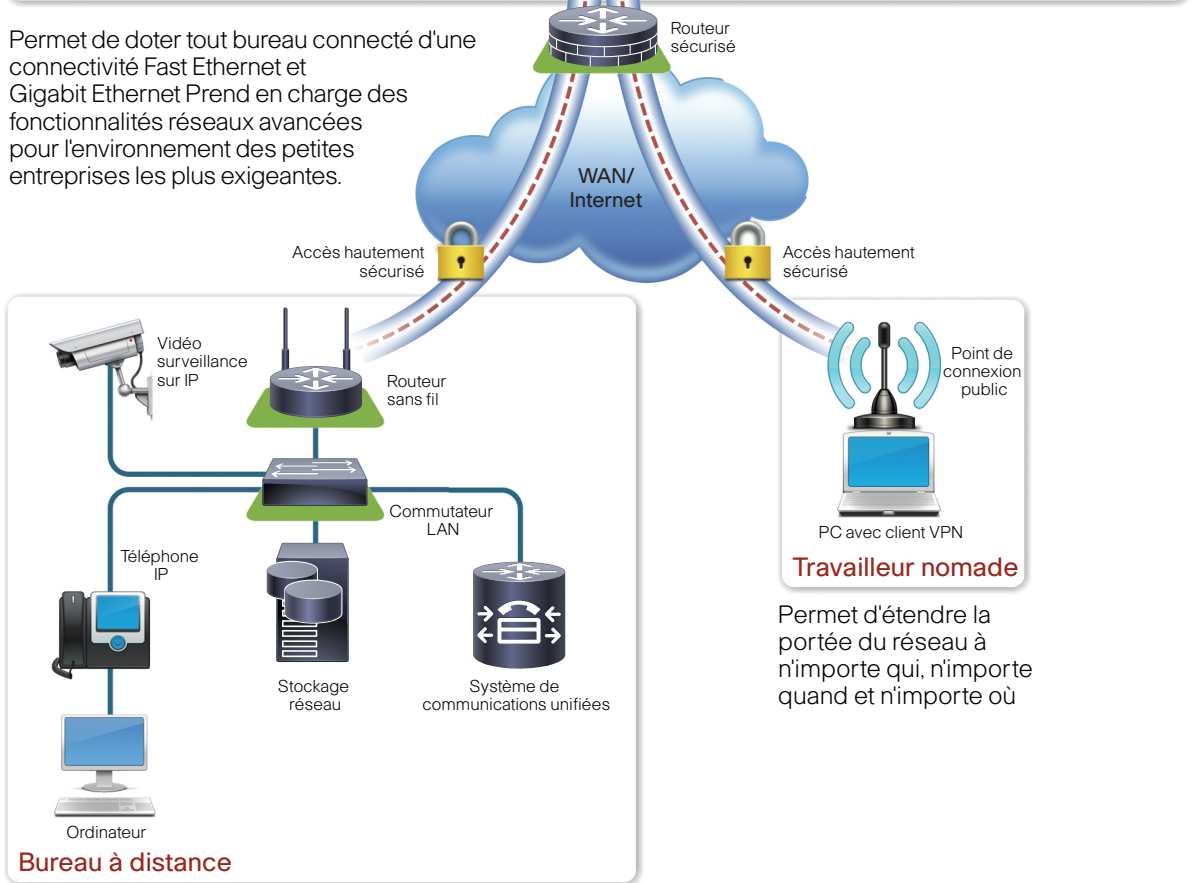 Routeur
sécurisé
Permet de doter tout bureau connecté d'une
connectivité Fast Ethernet et
Gigabit Ethernet Prend en charge des
fonctionnalités réseaux avancées
pour l'environnement des petites
entreprises les plus exigeantes.
WAN/
Internet
Accès hautement
sécurisé
Accès hautement
sécurisé
Vidéo
surveillance
sur IP
Routeur
sans fil
Point de
connexion
public
Commutateur
LAN
PC avec client VPN
Téléphone
IP
Travailleur nomade
Permet d'étendre la
portée du réseau à
n'importe qui, n'importe
quand et n'importe où
Stockage
réseau
Système de
communications unifiées
Ordinateur
Bureau à distance